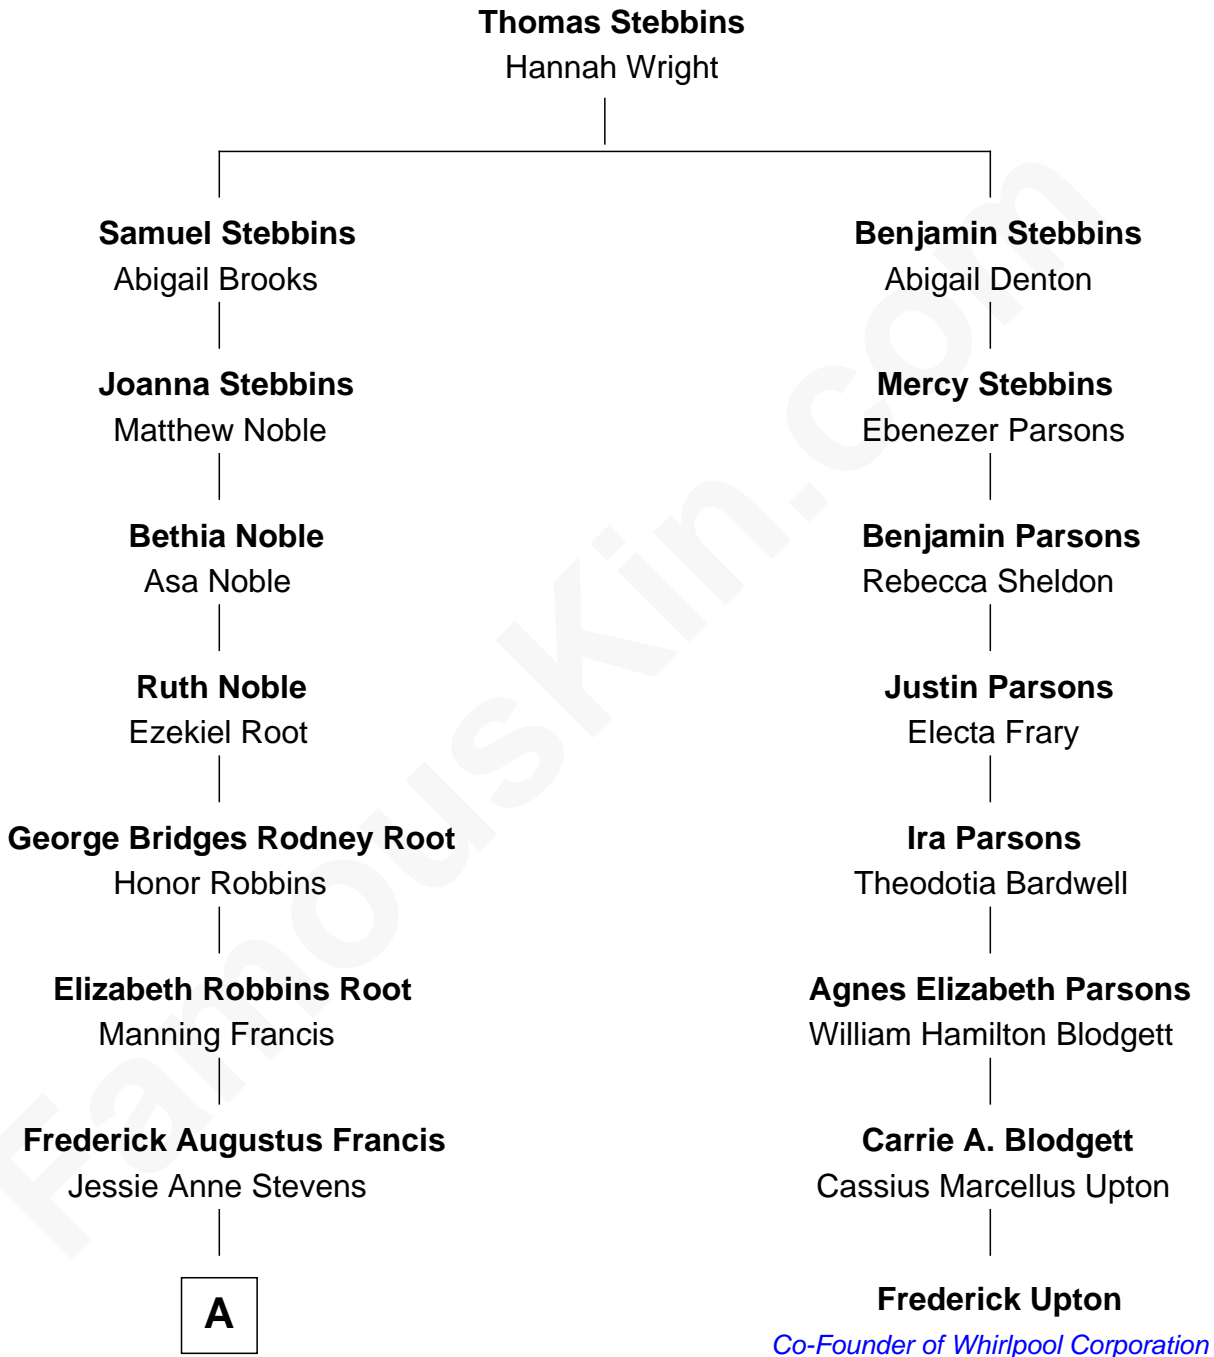 Thomas Stebbins
Hannah Wright
Samuel Stebbins
Abigail Brooks
Benjamin Stebbins
Abigail Denton
Joanna Stebbins
Matthew Noble
Mercy Stebbins
Ebenezer Parsons
Bethia Noble
Asa Noble
Benjamin Parsons
Rebecca Sheldon
Ruth Noble
Ezekiel Root
Justin Parsons
Electa Frary
George Bridges Rodney Root
Honor Robbins
Ira Parsons
Theodotia Bardwell
Elizabeth Robbins Root
Manning Francis
Agnes Elizabeth Parsons
William Hamilton Blodgett
Frederick Augustus Francis
Jessie Anne Stevens
Carrie A. Blodgett
Cassius Marcellus Upton
A
Frederick Upton
Co-Founder of Whirlpool Corporation
FamousKin.com